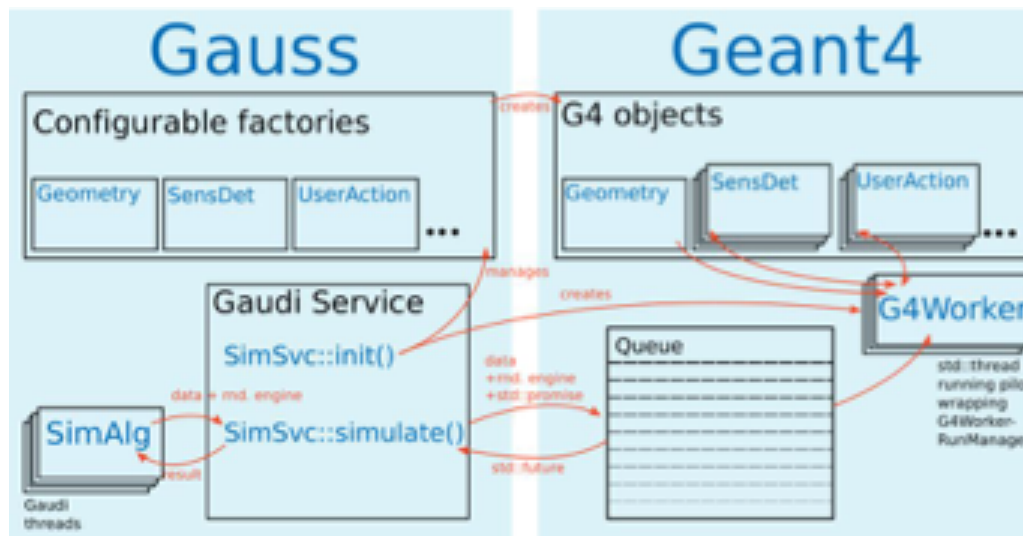 Gauss
Geant4
creates
Configurable factories
G4 objects
Geometry
SensDet
UserAction
...
Geometry
SensDet
UserAction
...
manages
Gaudi Service
creates
G4Worker
SimSvc::init()
Queue
data
+rnd. engine
+std::promise
std::thread
running pilo
wrapping
G4Worker-
RunManage
data + rnd. engine
SimAlg
SimSvc::simulate()
result
std::future
Gaudi
threads